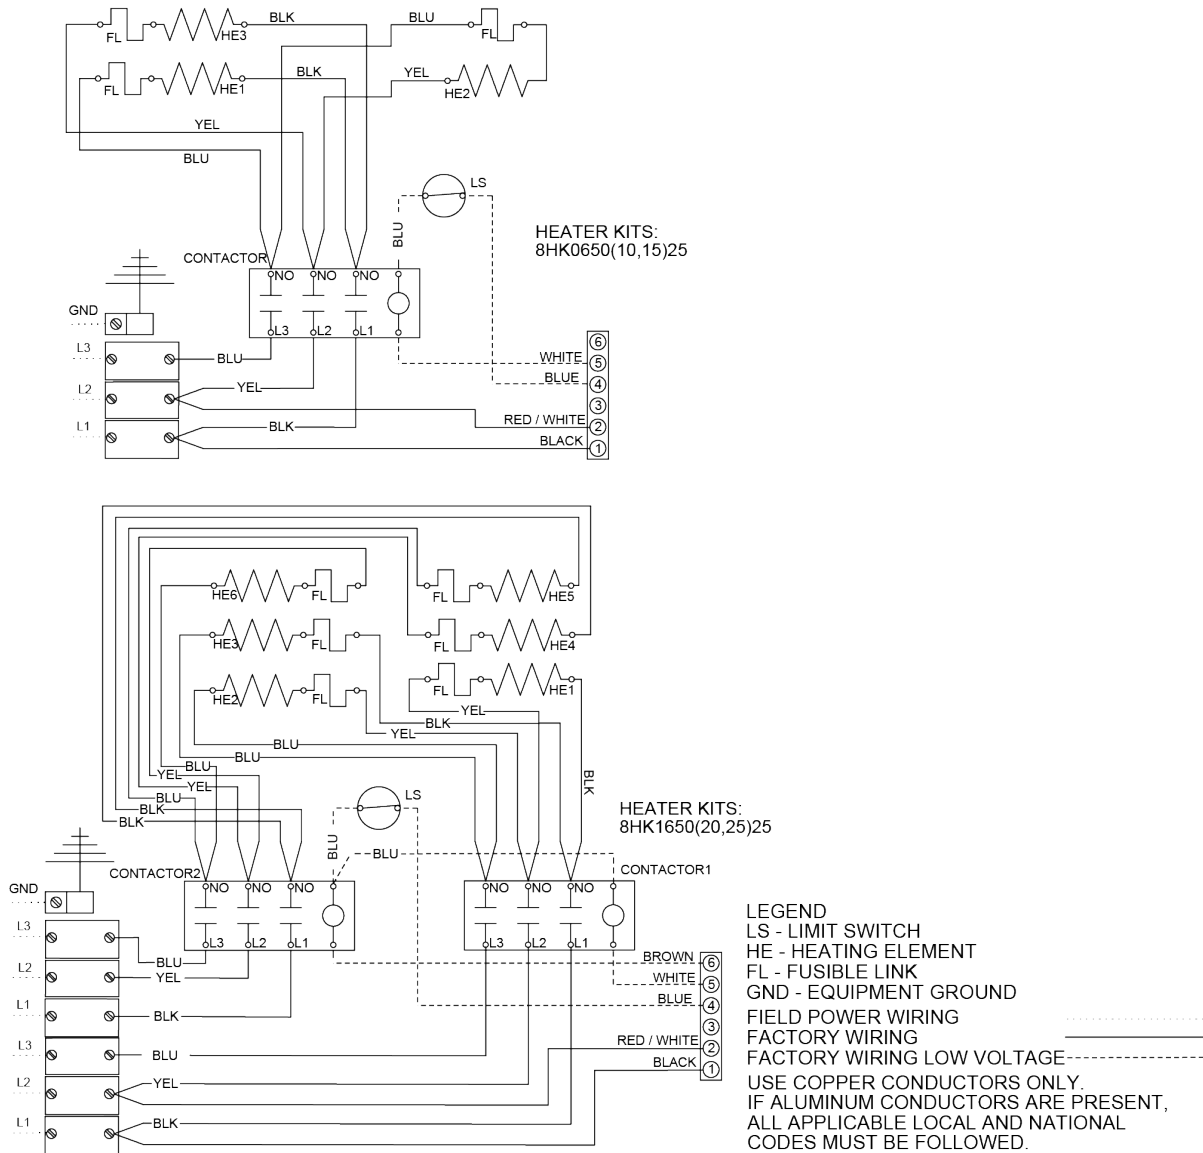 BLK
BLU
FL
HE3
FL
BLK
YEL
FL
HE1
HE2
YEL
BLU
LS
BLU
HEATER KITS:
8HK0650(10,15)25
CONTACTOR
NO NO NO
GND
L3 L2 L1
L3
BLU
WHITE
BLUE
L2
YEL
RED / WHITE
L1
BLK
BLACK
6
5
4
3
2
1
HE6 FL
FL HE5
HE3 FL
FL HE4
HE2 FL
FL HE1
YEL
BLK
YEL
BLU
BLU
BLU
YEL
YEL
BLU
BLK
BLK
BLK
LS
BLU
BLU
HEATER KITS:
8HK1650(20,25)25
CONTACTOR2
CONTACTOR1
NO NO NO
NO NO NO
GND
L3 L2 L1
L3 L2 L1
L3
BLU
L2
YEL
L1
BLK
L3
BLU
L2
YEL
L1
BLK
BROWN
WHITE
BLUE
RED / WHITE
BLACK
6
5
4
3
2
1
LEGEND
LS - LIMIT SWITCH
HE - HEATING ELEMENT
FL - FUSIBLE LINK
GND - EQUIPMENT GROUND
FIELD POWER WIRING
FACTORY WIRING
FACTORY WIRING LOW VOLTAGE
USE COPPER CONDUCTORS ONLY.
IF ALUMINUM CONDUCTORS ARE PRESENT,
ALL APPLICABLE LOCAL AND NATIONAL
CODES MUST BE FOLLOWED.